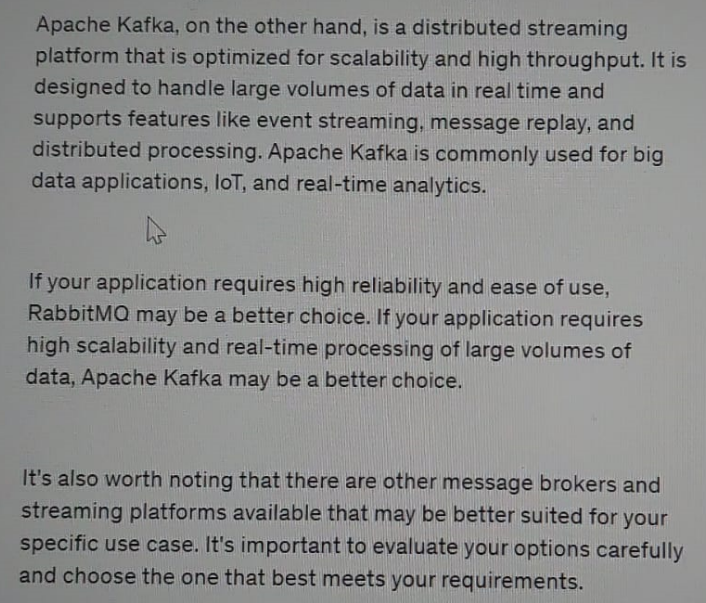 Apache Kafka, on the other hand, is a distributed streaming
platform that is optimized for scalability and high throughput. It is
designed to handle large volumes of data in real time and
supports features like event streaming, message replay, and
distributed processing. Apache Kafka is commonly used for big
data applications, IoT, and real-time analytics.
If your application requires high reliability and ease of use,
RabbitMQ may be a better choice. If your application requires
high scalability and real-time processing of large volumes of
data, Apache Kafka may be a better choice.
It's also worth noting that there are other message brokers and
streaming platforms available that may be better suited for your
specific use case. It's important to evaluate your options carefully
and choose the one that best meets your requirements.